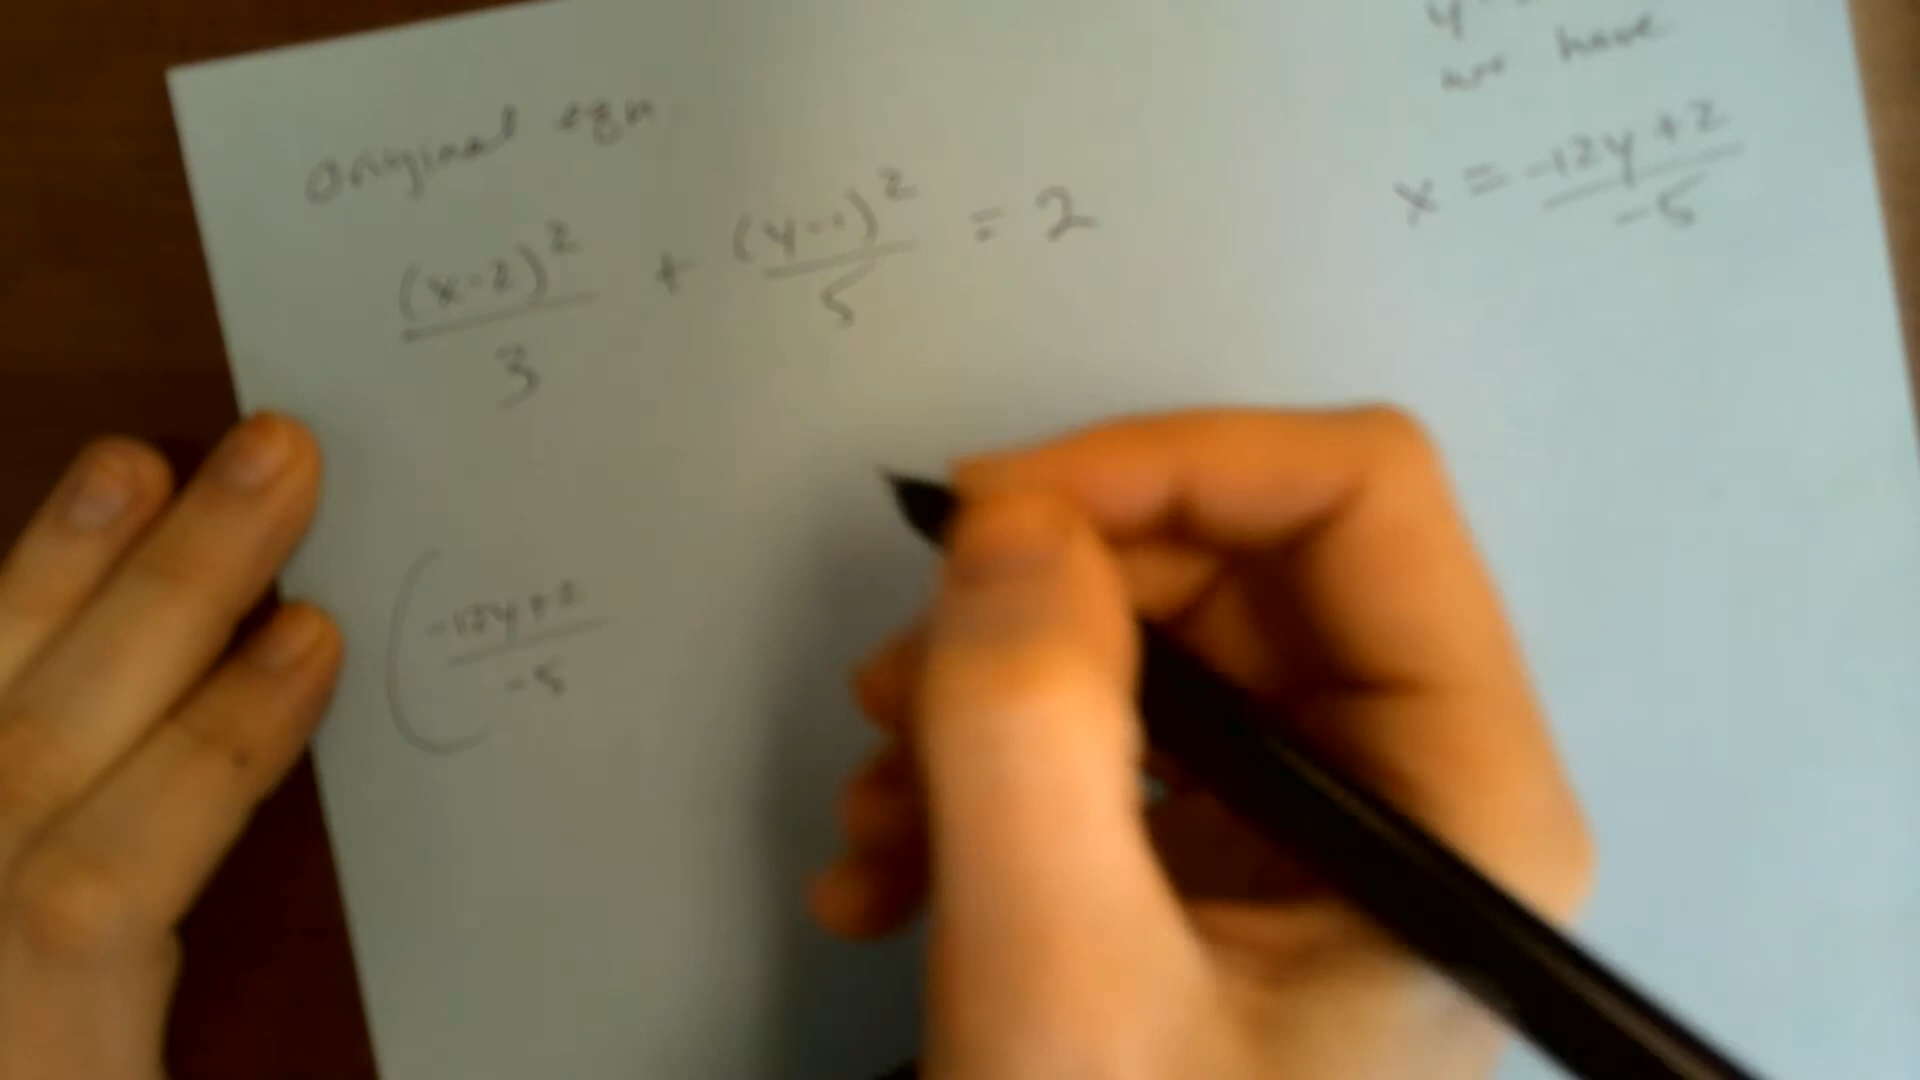 original eqn.
(x-2)²/3 + (y-1)²/5 = 2
(-12y+2/-5
we have
x = -12y+2/-5